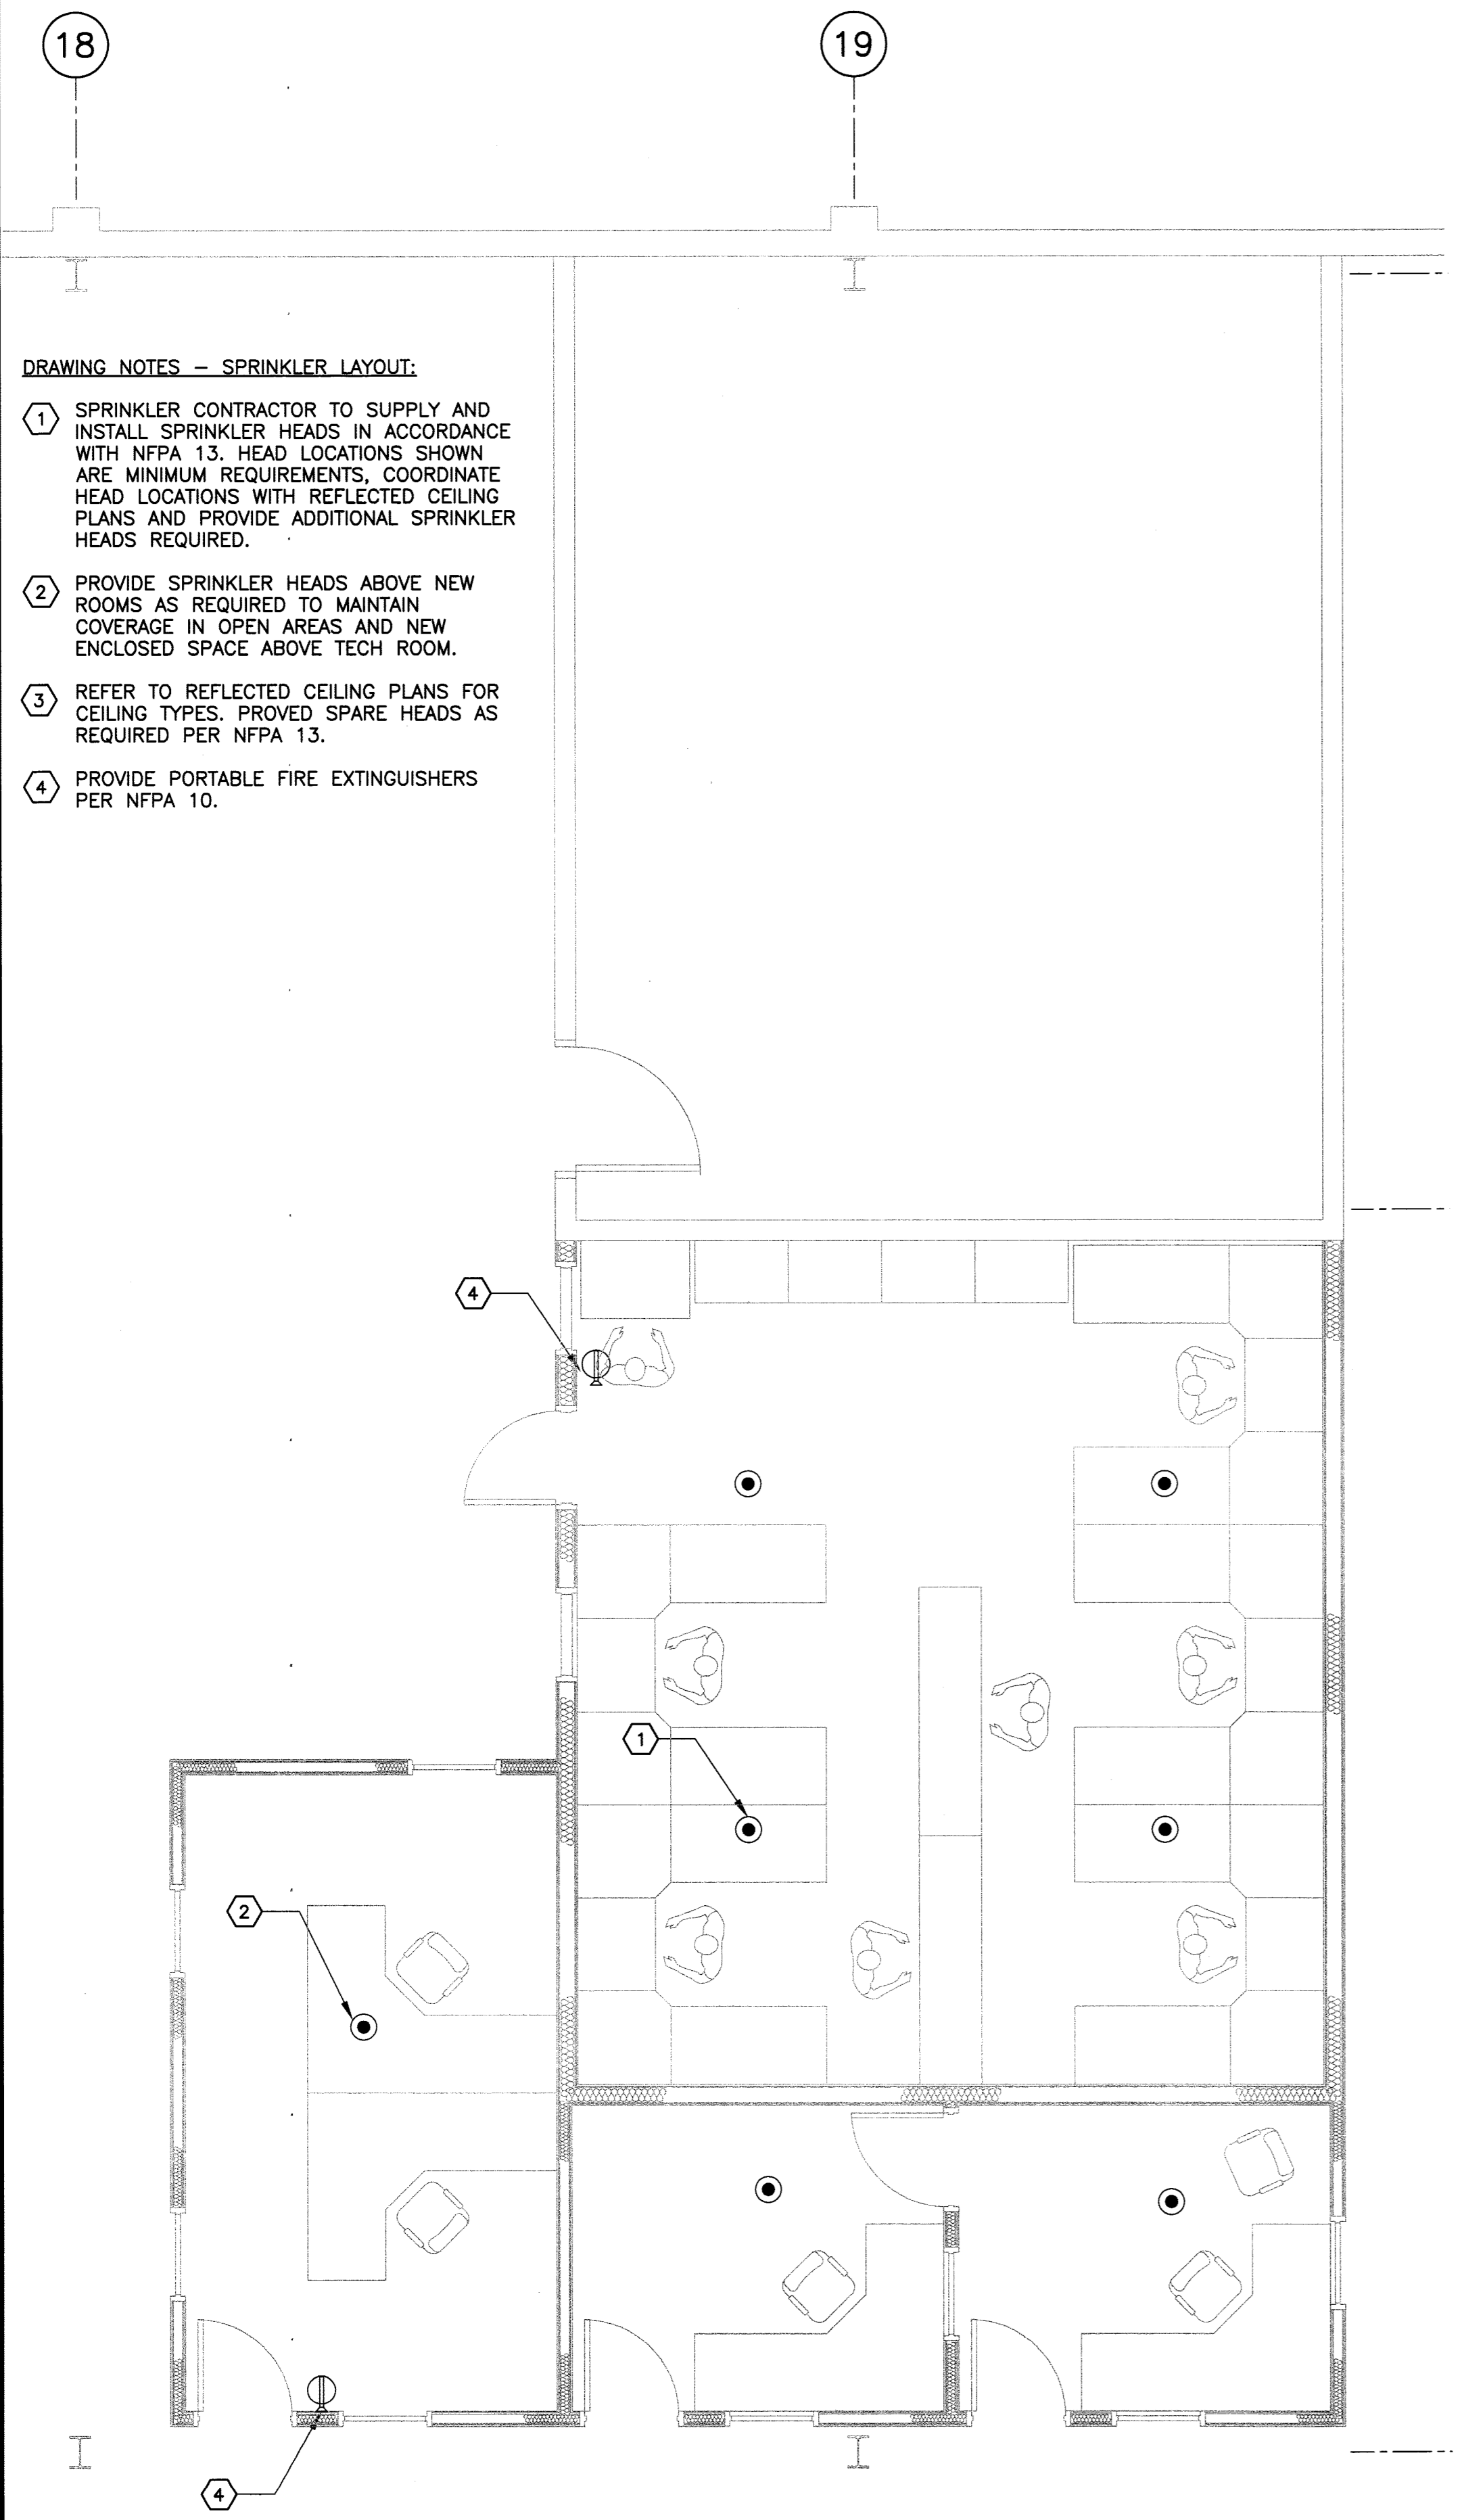 18
19
DRAWING NOTES – SPRINKLER LAYOUT:
1
SPRINKLER CONTRACTOR TO SUPPLY AND
INSTALL SPRINKLER HEADS IN ACCORDANCE
WITH NFPA 13. HEAD LOCATIONS SHOWN
ARE MINIMUM REQUIREMENTS, COORDINATE
HEAD LOCATIONS WITH REFLECTED CEILING
PLANS AND PROVIDE ADDITIONAL SPRINKLER
HEADS REQUIRED.
2
PROVIDE SPRINKLER HEADS ABOVE NEW
ROOMS AS REQUIRED TO MAINTAIN
COVERAGE IN OPEN AREAS AND NEW
ENCLOSED SPACE ABOVE TECH ROOM.
3
REFER TO REFLECTED CEILING PLANS FOR
CEILING TYPES. PROVED SPARE HEADS AS
REQUIRED PER NFPA 13.
4
PROVIDE PORTABLE FIRE EXTINGUISHERS
PER NFPA 10.
4
1
2
4